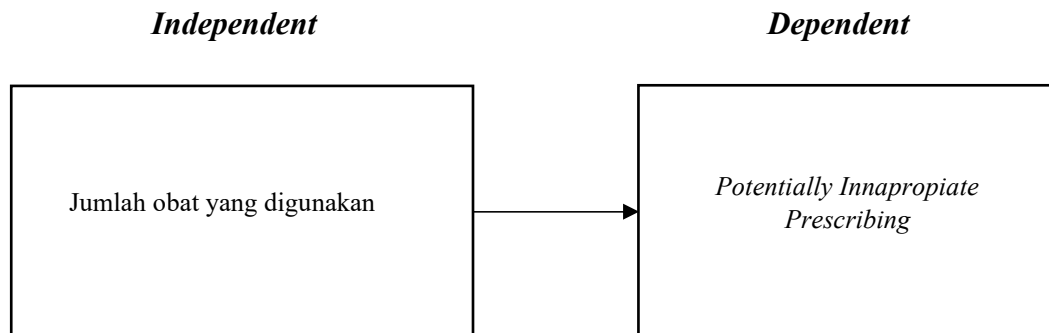 Independent
Dependent
Jumlah obat yang digunakan
Potentially Innapropiate
Prescribing